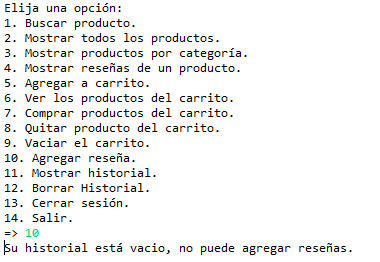 Elija una opción:
1. Buscar producto.
2. Mostrar todos los productos.
3. Mostrar productos por categoría.
4. Mostrar reseñas de un producto.
5. Agregar a carrito.
6. Ver los productos del carrito.
7. Comprar productos del carrito.
8. Quitar producto del carrito.
9. Vaciar el carrito.
10. Agregar reseña.
11. Mostrar historial.
12. Borrar Historial.
13. Cerrar sesión.
14. Salir.
=> 10
Su historial está vacio, no puede agregar reseñas.